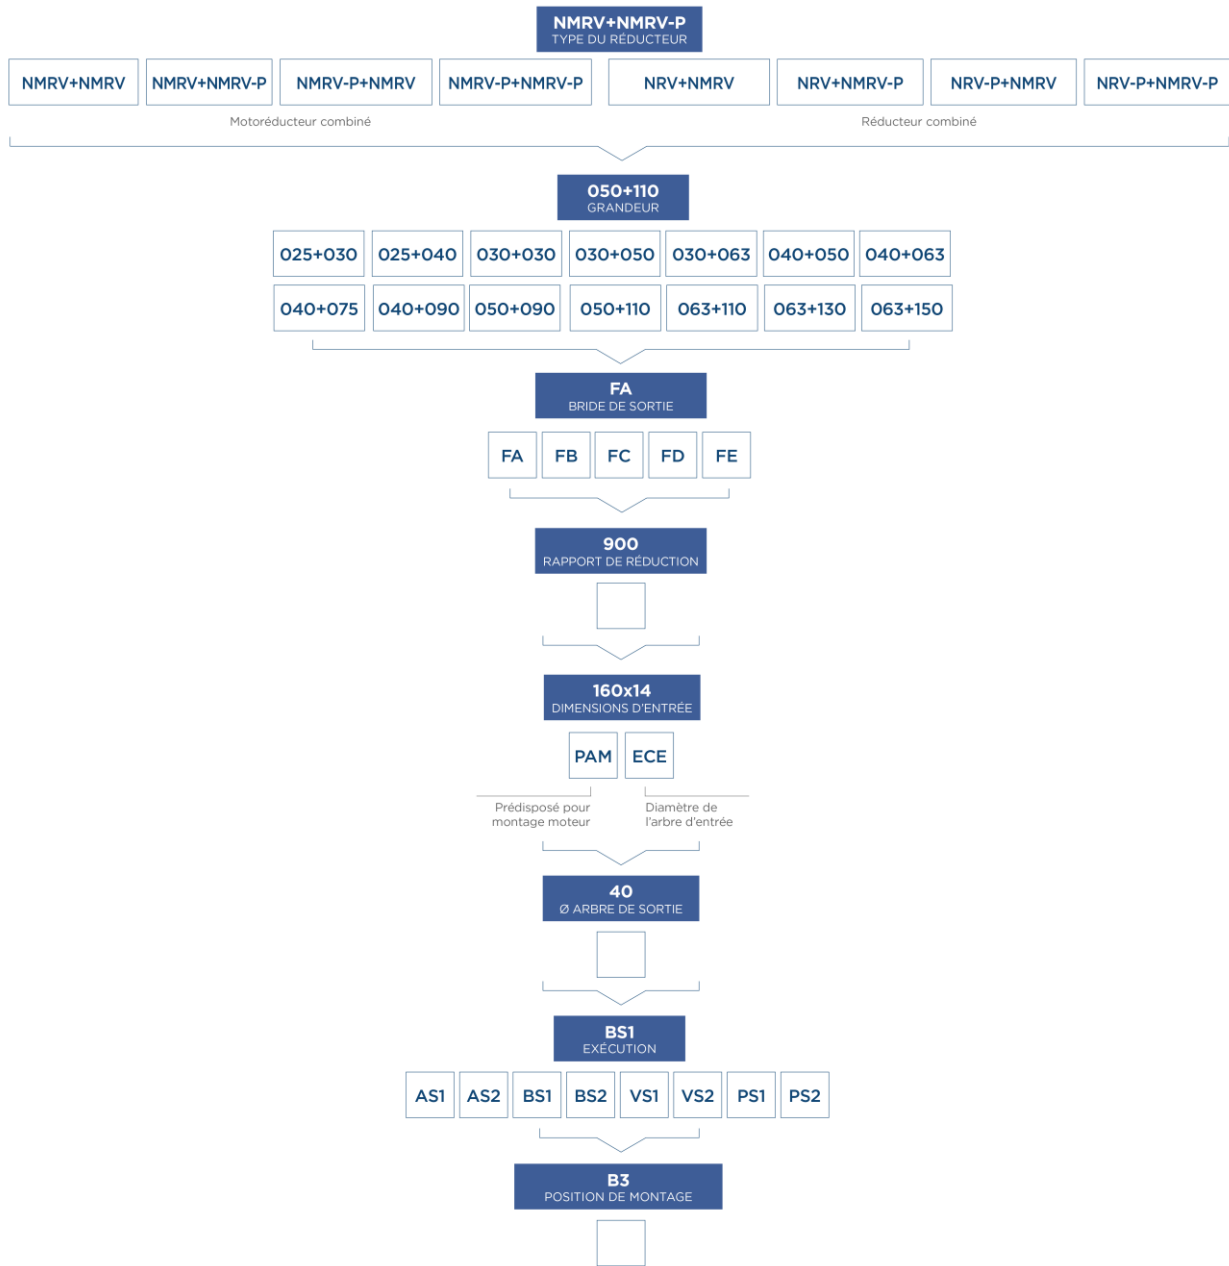 NMRV+NMRV-P
TYPE DU RÉDUCTEUR
NMRV+NMRV NMRV+NMRV-P NMRV-P+NMRV NMRV-P+NMRV-P NRV+NMRV NRV+NMRV-P NRV-P+NMRV NRV-P+NMRV-P
Motoréducteur combiné Réducteur combiné
050+110
GRANDEUR
025+030 025+040 030+030 030+050 030+063 040+050 040+063
040+075 040+090 050+090 050+110 063+110 063+130 063+150
FA
BRIDE DE SORTIE
FA FB FC FD FE
900
RAPPORT DE RÉDUCTION
160x14
DIMENSIONS D'ENTRÉE
PAM ECE
Prédisposé pour Diamètre de
montage moteur l'arbre d'entrée
40
Ø ARBRE DE SORTIE
BS1
EXÉCUTION
AS1 AS2 BS1 BS2 VS1 VS2 PS1 PS2
B3
POSITION DE MONTAGE